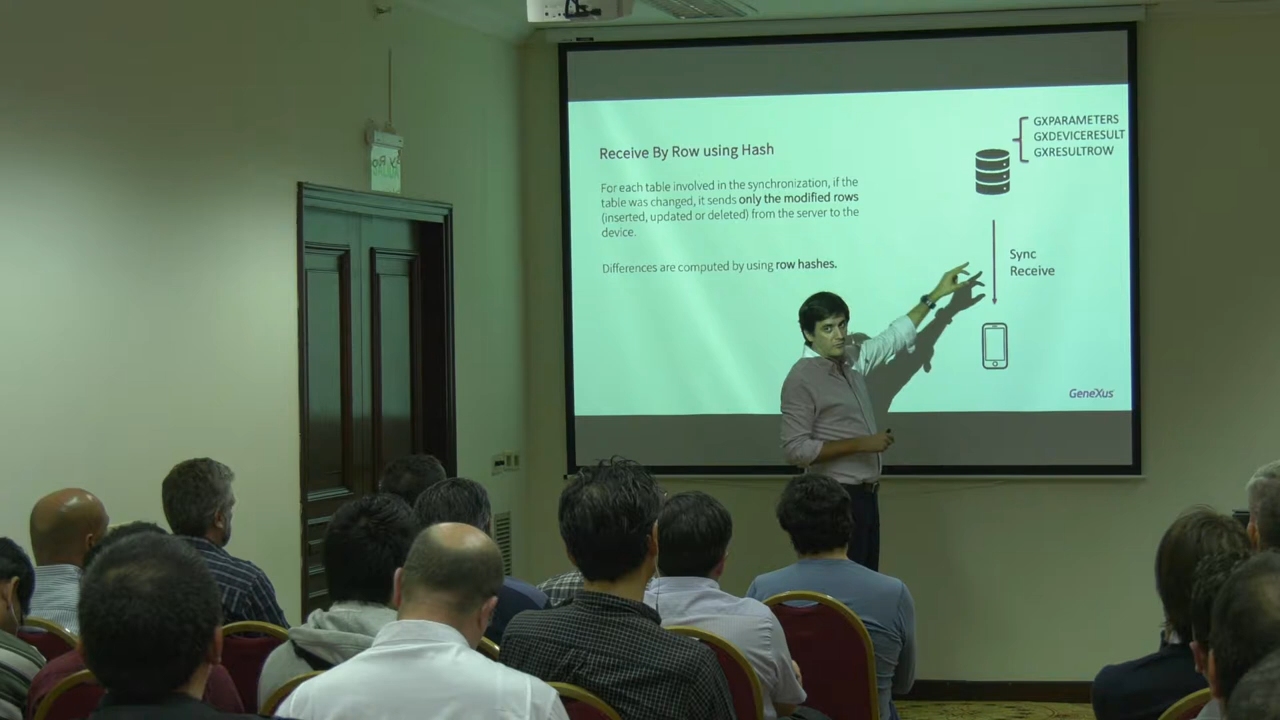 Receive By Row using Hash
For each table involved in the synchronization, if the
table was changed, it sends only the modified rows
(inserted, updated or deleted) from the server to the
device.
Differences are computed by using row hashes.
GXPARAMETERS
GXDEVICERESULT
GXRESULTROW
Sync
Receive
GeneXus